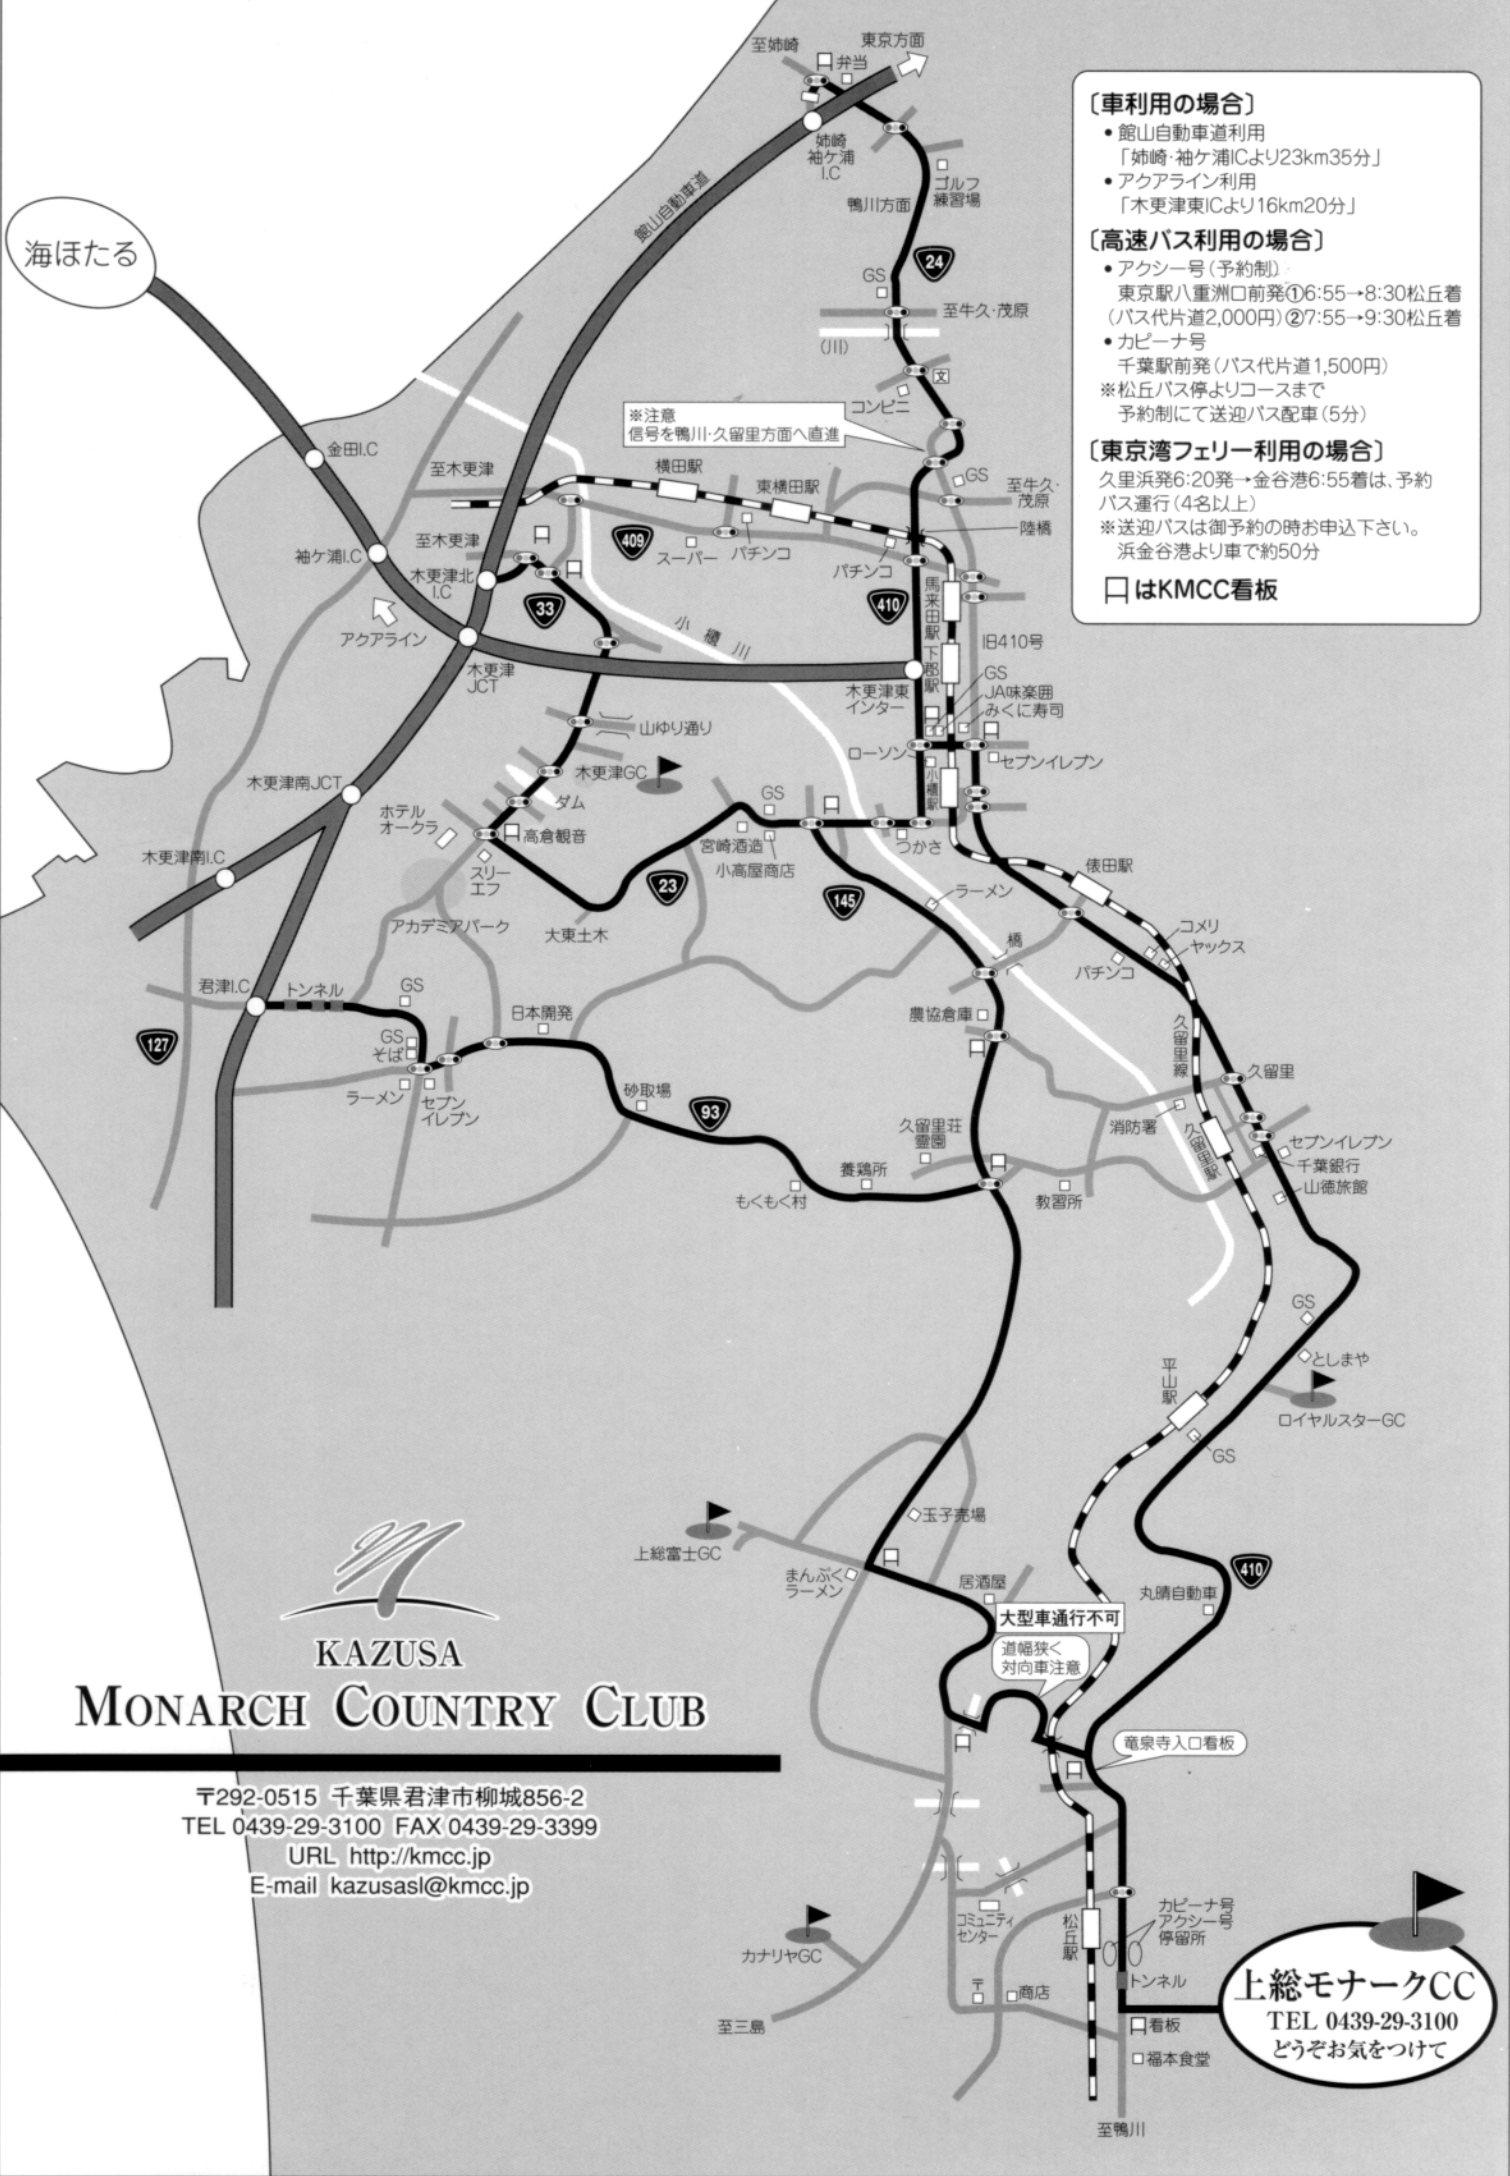 至姉崎
弁当
東京方面
姉崎
袖ケ浦
I.C
館山自動車道
ゴルフ
練習場
鴨川方面
24
GS
至牛久・茂原
(川)
文
コンビニ
※注意
信号を鴨川・久留里方面へ直進
〔車利用の場合〕
•館山自動車道利用
「姉崎・袖ケ浦ICより23km35分」
•アクアライン利用
「木更津東ICより16km20分」
〔高速バス利用の場合〕
•アクシー号(予約制)
東京駅八重洲口前発①6:55→8:30松丘着
(バス代片道2,000円)②7:55→9:30松丘着
•カピーナ号
千葉駅前発(バス代片道1,500円)
※松丘バス停よりコースまで
予約制にて送迎バス配車(5分)
〔東京湾フェリー利用の場合〕
久里浜発6:20発→金谷港6:55着は、予約
バス運行(4名以上)
※送迎バスは御予約の時お申込下さい。
浜金谷港より車で約50分
はKMCC看板
海ほたる
金田I.C
至木更津
横田駅
東横田駅
GS
至牛久・
茂原
陸橋
袖ケ浦I.C
至木更津
409
スーパー
パチンコ
パチンコ
木更津北
I.C
33
410
馬来田駅
アクアライン
小櫃川
旧410号
木更津
JCT
下郡駅
木更津東
インター
GS
JA味楽囲
みくに寿司
山ゆり通り
ローソン
セブンイレブン
木更津南JCT
木更津GC
小櫃駅
GS
ダム
ホテル
オークラ
高倉観音
宮崎酒造
小高屋商店
つかさ
木更津南I.C
スリー
エフ
23
145
俵田駅
ラーメン
アカデミアパーク
大東土木
橋
コメリ
ヤックス
パチンコ
君津I.C
トンネル
GS
日本開発
農協倉庫
127
GS
そば
久留里線
ラーメン
セブン
イレブン
砂取場
93
久留里
久留里荘
霊園
消防署
久留里駅
セブンイレブン
千葉銀行
山徳旅館
養鶏所
もくもく村
教習所
GS
としまや
平山駅
ロイヤルスターGC
GS
玉子売場
上総富士GC
まんぷく
ラーメン
居酒屋
410
丸晴自動車
大型車通行不可
道幅狭く
対向車注意
竜泉寺入口看板
KAZUSA
MONARCH COUNTRY CLUB
〒292-0515 千葉県君津市柳城856-2
TEL 0439-29-3100 FAX 0439-29-3399
URL http://kmcc.jp
E-mail kazusasl@kmcc.jp
コミュニティ
センター
松丘駅
カピーナ号
アクシー号
停留所
カナリヤGC
トンネル
〒
商店
至三島
看板
福本食堂
上総モナークCC
TEL 0439-29-3100
どうぞお気をつけて
至鴨川